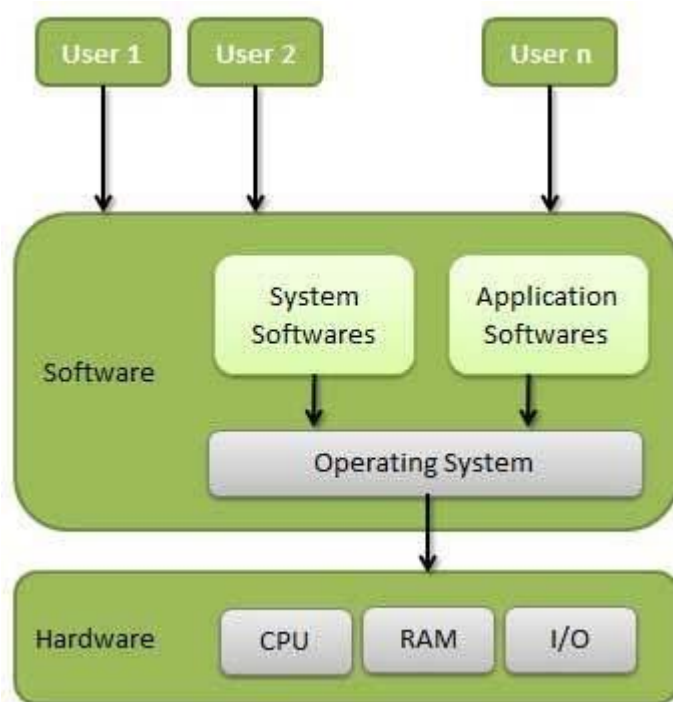 User 1
User 2
User n
System
Softwares
Application
Softwares
Software
Operating System
Hardware
CPU
RAM
I/O